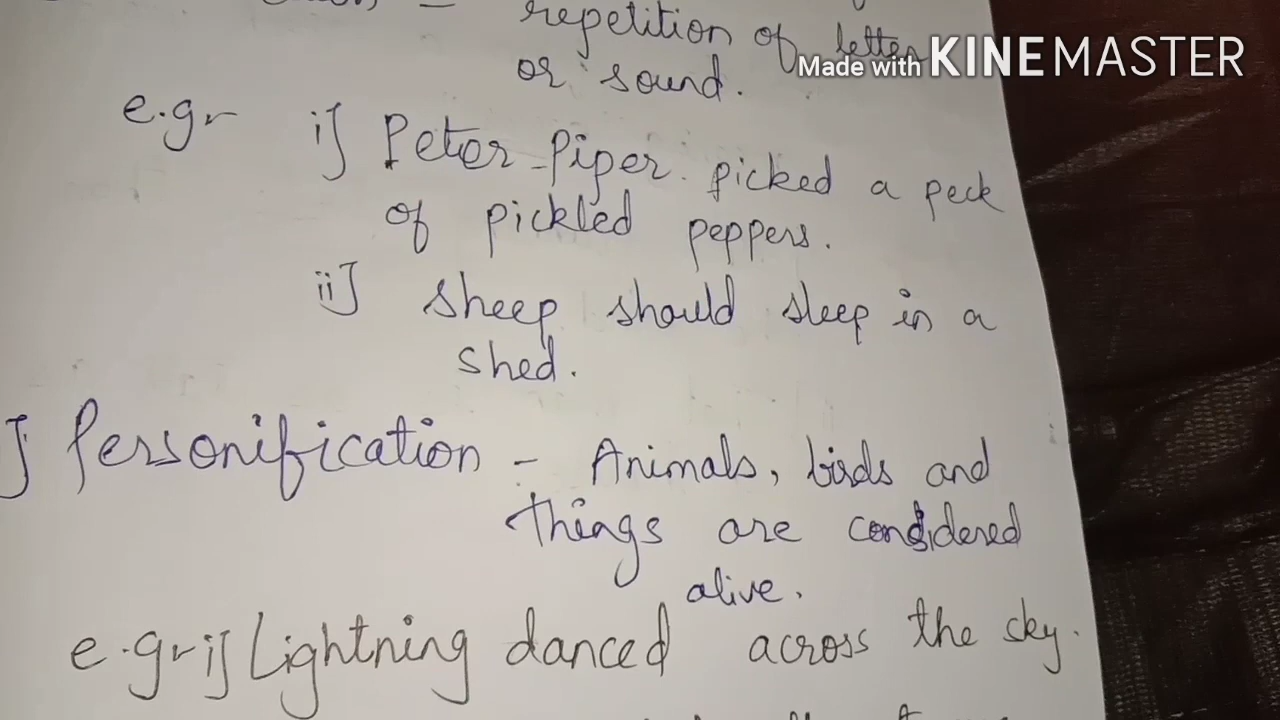 repetition of letter
or sound.
Made with KINEMASTER
e.g. i] Peter Piper picked a peck
of pickled peppers.
ii] Sheep should sleep in a
shed.
] Personification - Animals, birds and
things are considered
alive.
e.g. i] Lightning danced across the sky.